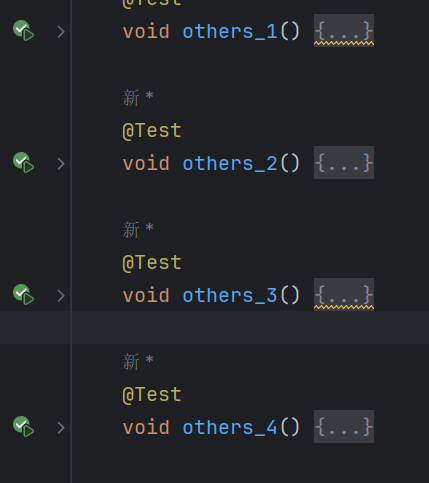 @Test
void others_1() {...}
新 *
@Test
void others_2() {...}
新 *
@Test
void others_3() {...}
新 *
@Test
void others_4() {...}